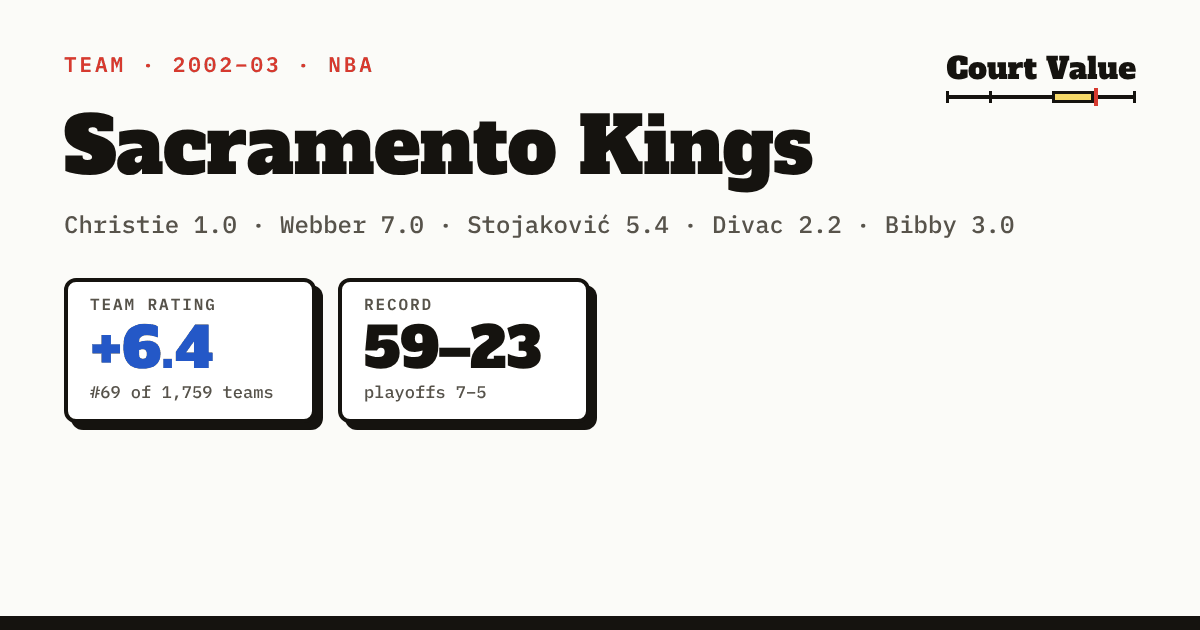 TEAM · 2002–03 · NBA
Court Value
Sacramento Kings
Christie 1.0 · Webber 7.0 · Stojaković 5.4 · Divac 2.2 · Bibby 3.0
TEAM RATING
+6.4
#69 of 1,759 teams
RECORD
59–23
playoffs 7–5